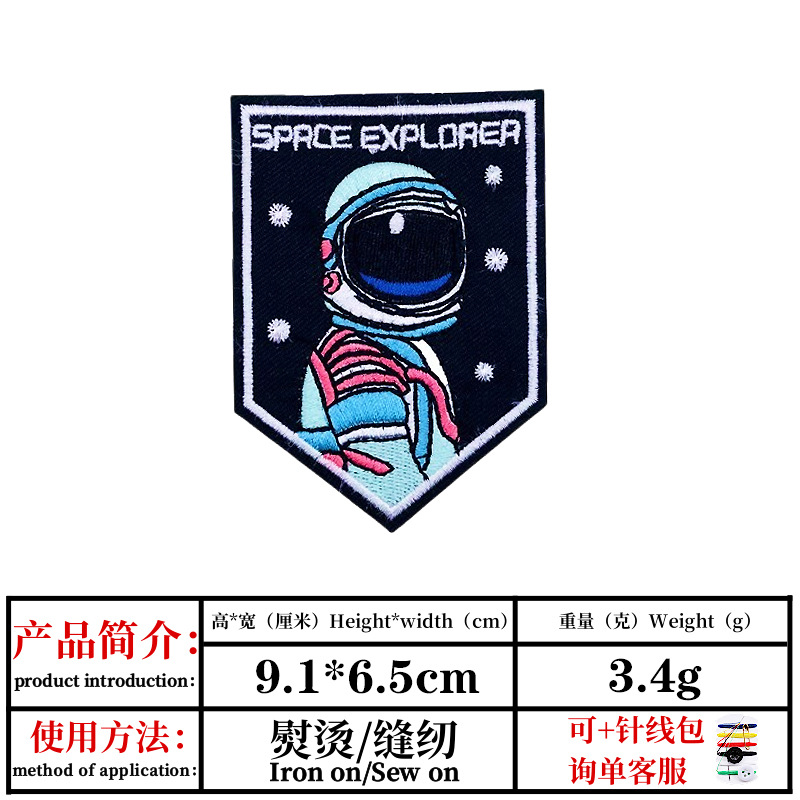 SPACE EXPLORER
产品简介：
product introduction：
高*宽（厘米）Height*width（cm）
重量（克）Weight（g）
9.1*6.5cm
3.4g
使用方法：
method of application：
熨烫/缝纫
Iron on/Sew on
可+针线包
询单客服